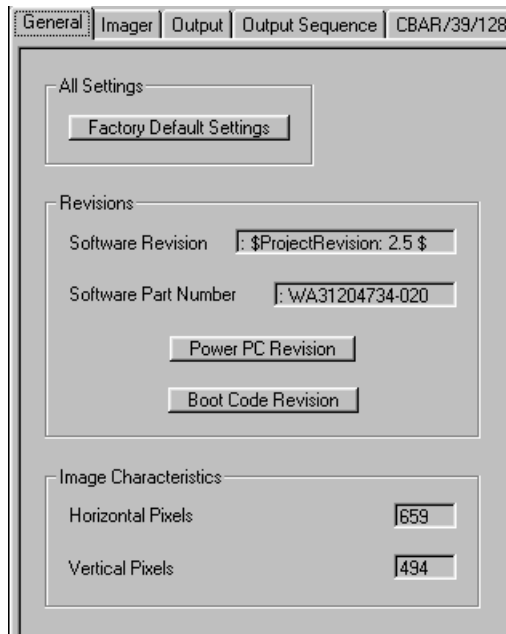 General Imager Output Output Sequence CBAR/39/128
All Settings
Factory Default Settings
Revisions
Software Revision : $ProjectRevision: 2.5 $
Software Part Number : WA31204734-020
Power PC Revision
Boot Code Revision
Image Characteristics
Horizontal Pixels 659
Vertical Pixels 494